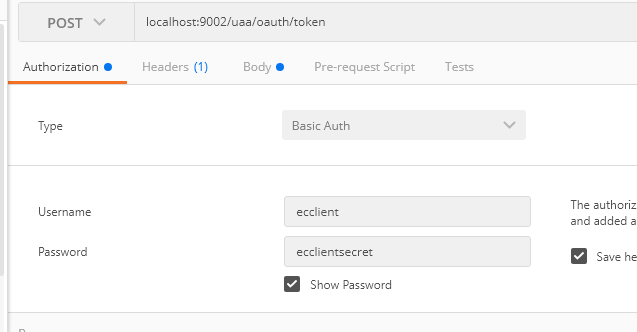 POST localhost:9002/uaa/oauth/token
Authorization Headers (1) Body Pre-request Script Tests
Type Basic Auth
Username ecclient The authoriz
and added a
Password ecclientsecret Save he
Show Password